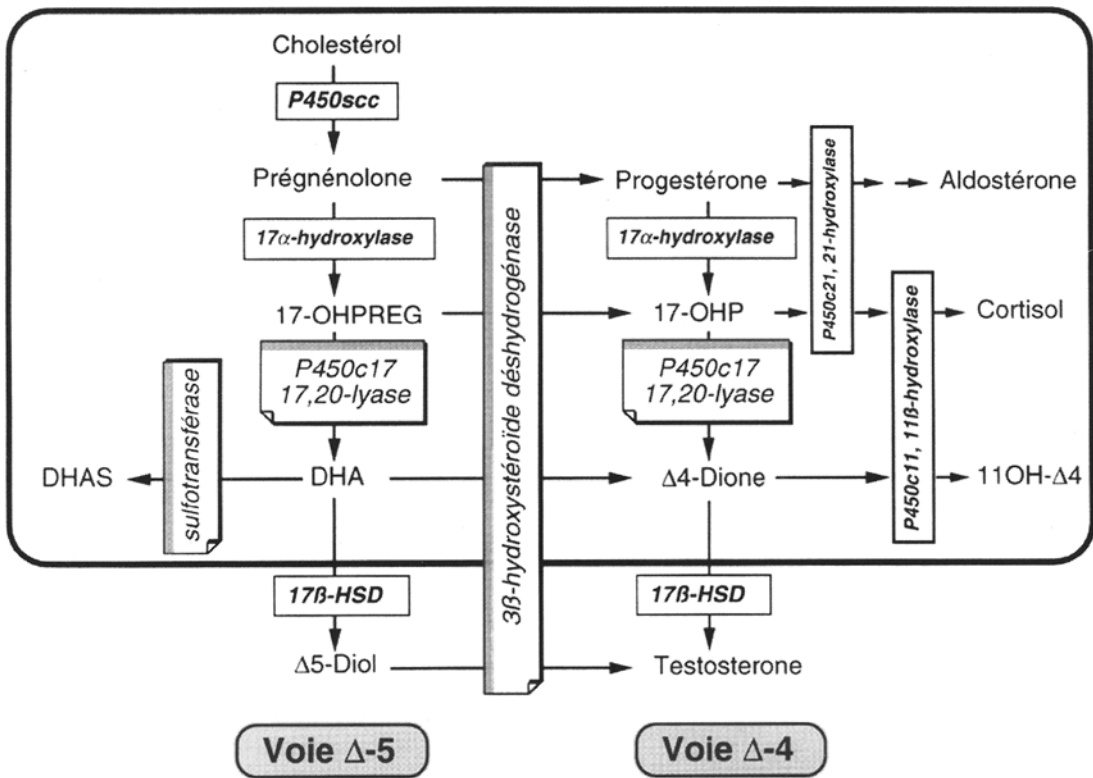 Cholestérol
P450scc
Prégnénolone
Progestérone
Aldostérone
17α-hydroxylase
17α-hydroxylase
P450c21, 21-hydroxylase
17-OHPREG
17-OHP
Cortisol
P450c17
17,20-lyase
P450c17
17,20-lyase
3ß-hydroxystéroïde déshydrogénase
sulfotransférase
P450c11, 11ß-hydroxylase
DHAS
DHA
Δ4-Dione
11OH-Δ4
17ß-HSD
17ß-HSD
Δ5-Diol
Testosterone
Voie Δ-5
Voie Δ-4